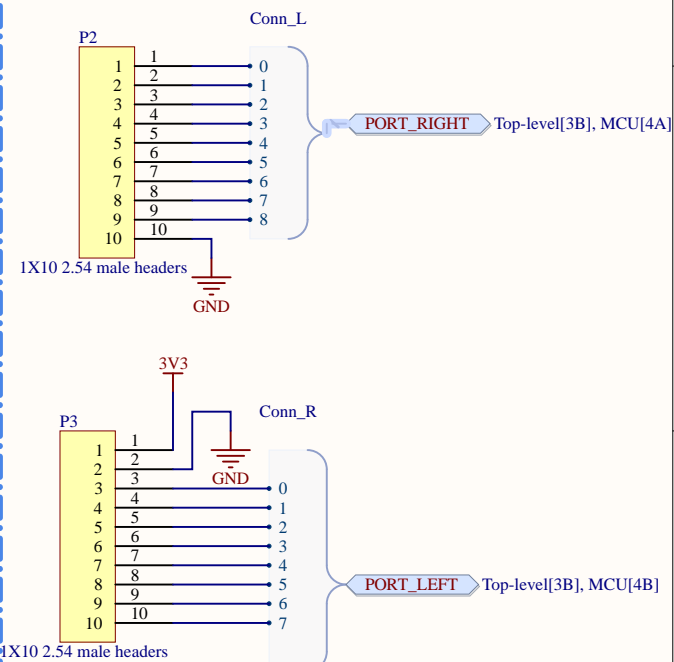 Conn_L
P2
1 1 0
2 2 1
3 3 2
4 4 3
PORT_RIGHT Top-level[3B], MCU[4A]
5 5 4
6 6 5
7 7 6
8 8 7
9 9 8
10 10
1X10 2.54 male headers
GND
3V3
Conn_R
P3
1 1
2 2
GND
3 3 0
4 4 1
5 5 2
6 6 3
7 7 4
8 8 5
PORT_LEFT Top-level[3B], MCU[4B]
9 9 6
10 10 7
1X10 2.54 male headers